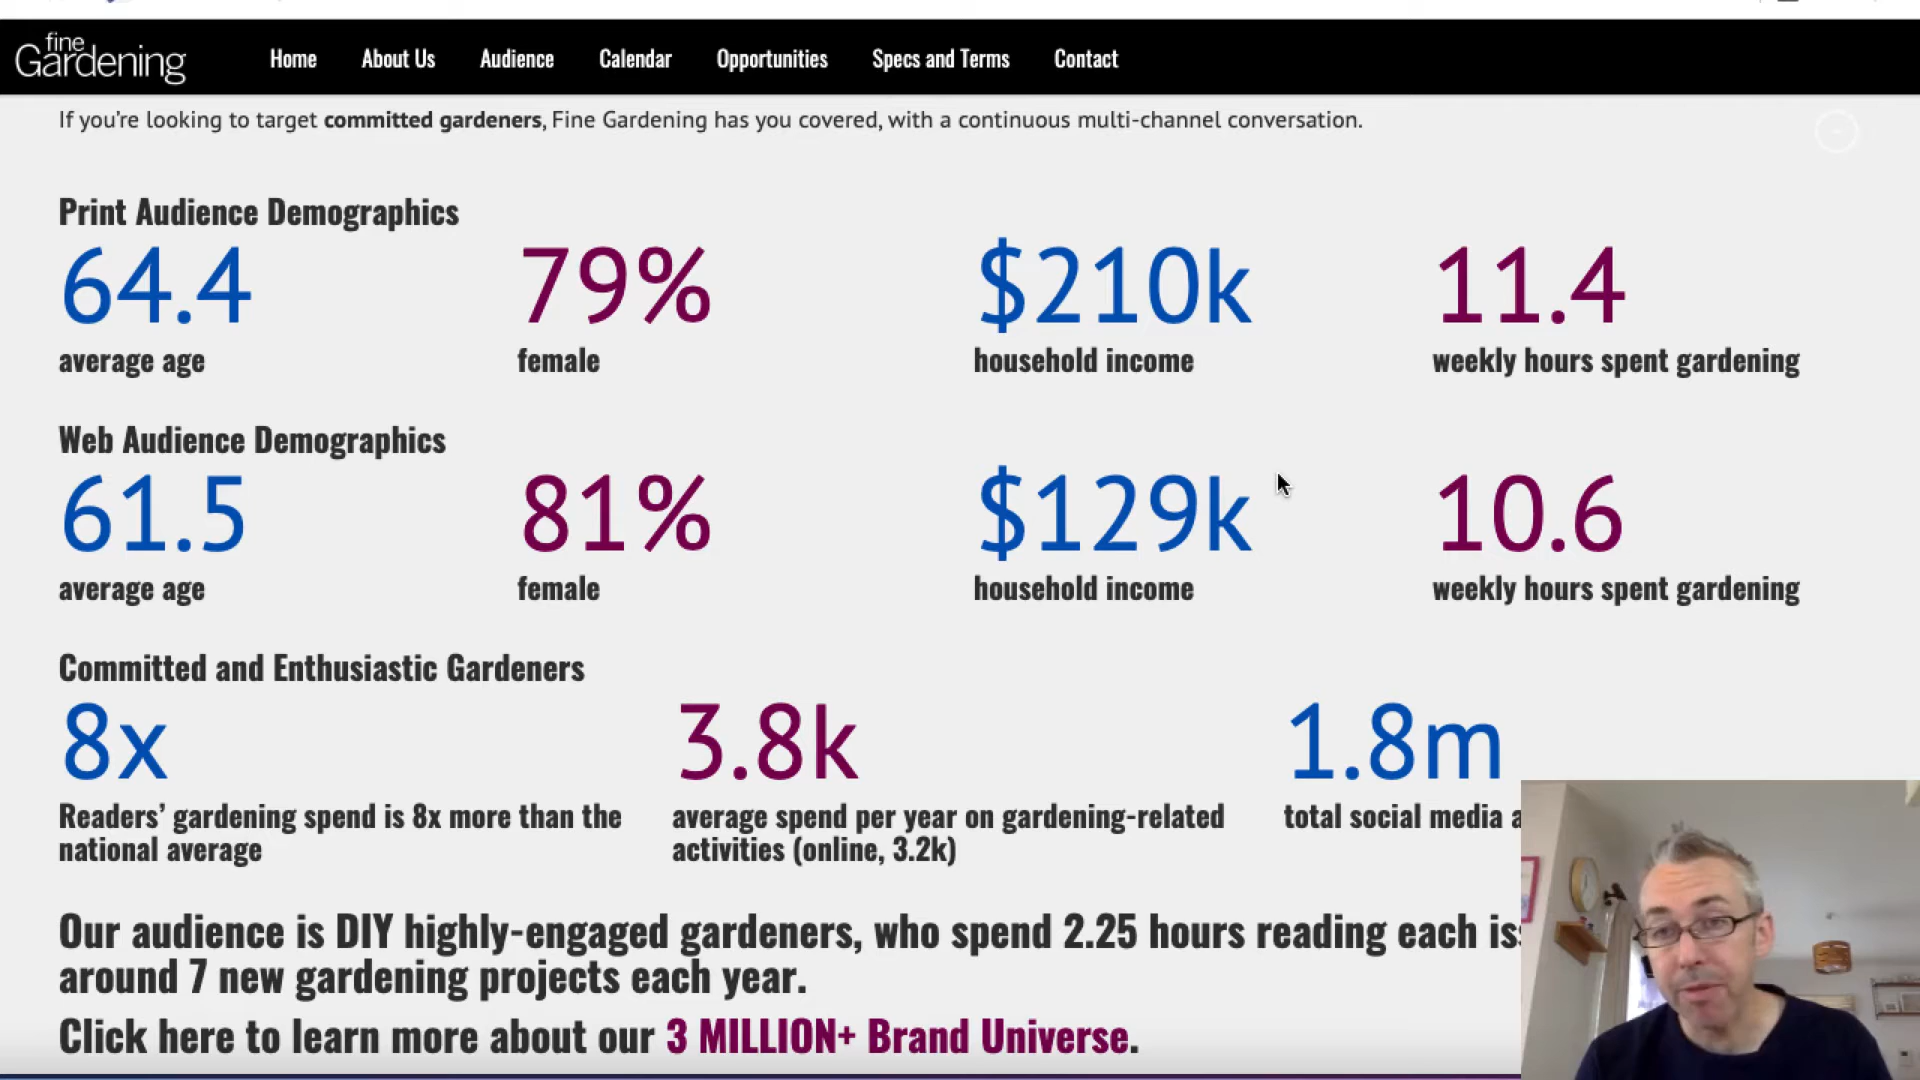 fine
Gardening
Home About Us Audience Calendar Opportunities Specs and Terms Contact
If you're looking to target committed gardeners, Fine Gardening has you covered, with a continuous multi-channel conversation.
Print Audience Demographics
64.4 79% $210k 11.4
average age female household income weekly hours spent gardening
Web Audience Demographics
61.5 81% $129k 10.6
average age female household income weekly hours spent gardening
Committed and Enthusiastic Gardeners
8x 3.8k 1.8m
Readers' gardening spend is 8x more than the average spend per year on gardening-related total social media
national average activities (online, 3.2k)
Our audience is DIY highly-engaged gardeners, who spend 2.25 hours reading each
around 7 new gardening projects each year.
Click here to learn more about our 3 MILLION+ Brand Universe.